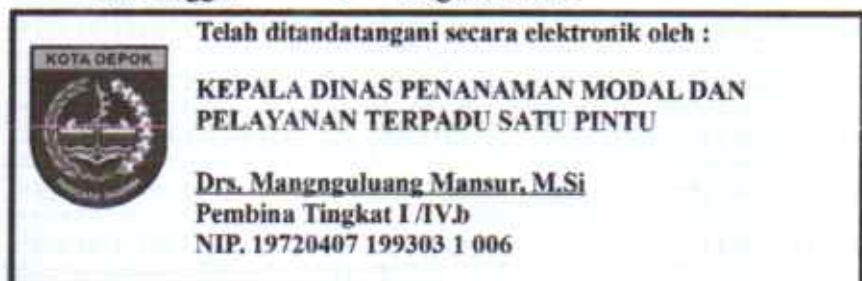 Telah ditandatangani secara elektronik oleh :
KOTA DEPOK
KEPALA DINAS PENANAMAN MODAL DAN
PELAYANAN TERPADU SATU PINTU
Drs. Mangnguluang Mansur, M.Si
Pembina Tingkat I /IV.b
NIP. 19720407 199303 1 006